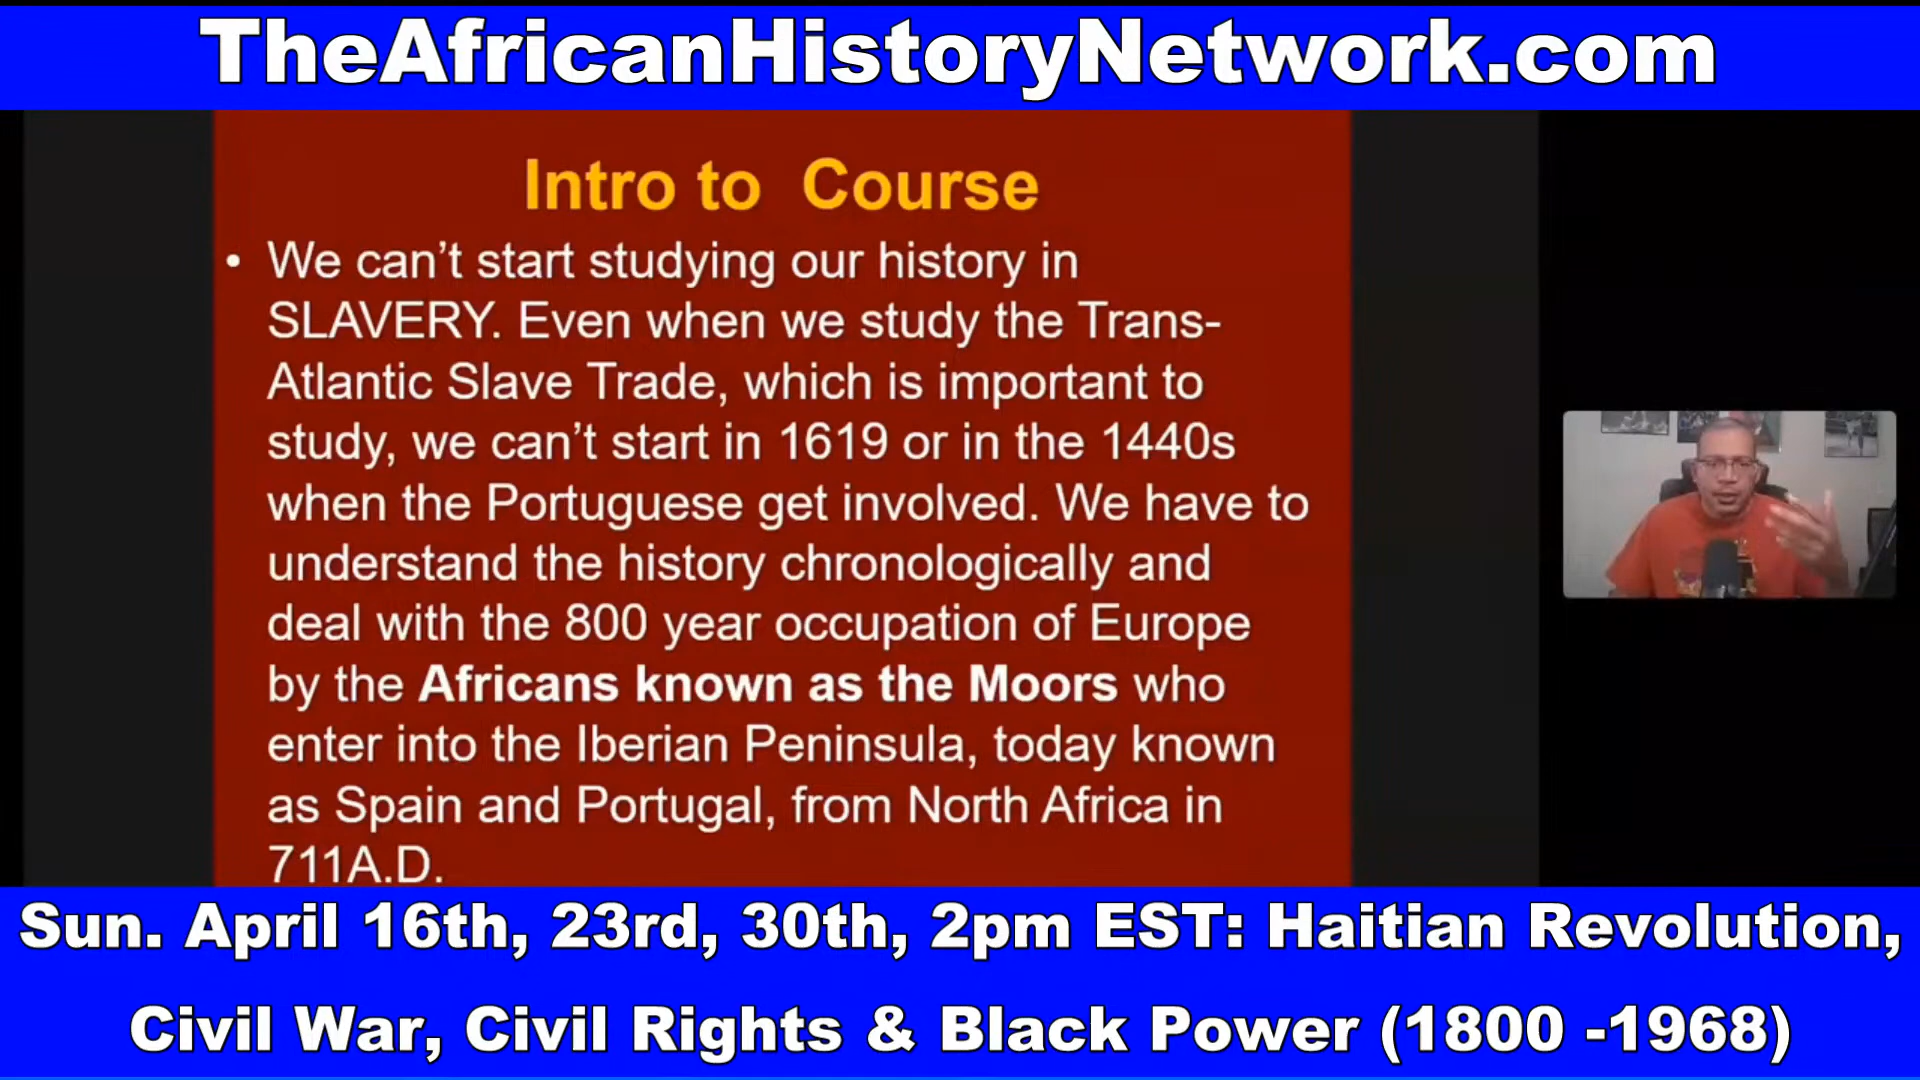 TheAfricanHistoryNetwork.com
Intro to Course
• We can't start studying our history in
SLAVERY. Even when we study the Trans-
Atlantic Slave Trade, which is important to
study, we can't start in 1619 or in the 1440s
when the Portuguese get involved. We have to
understand the history chronologically and
deal with the 800 year occupation of Europe
by the Africans known as the Moors who
enter into the Iberian Peninsula, today known
as Spain and Portugal, from North Africa in
711A.D.
Sun. April 16th, 23rd, 30th, 2pm EST: Haitian Revolution,
Civil War, Civil Rights & Black Power (1800 -1968)